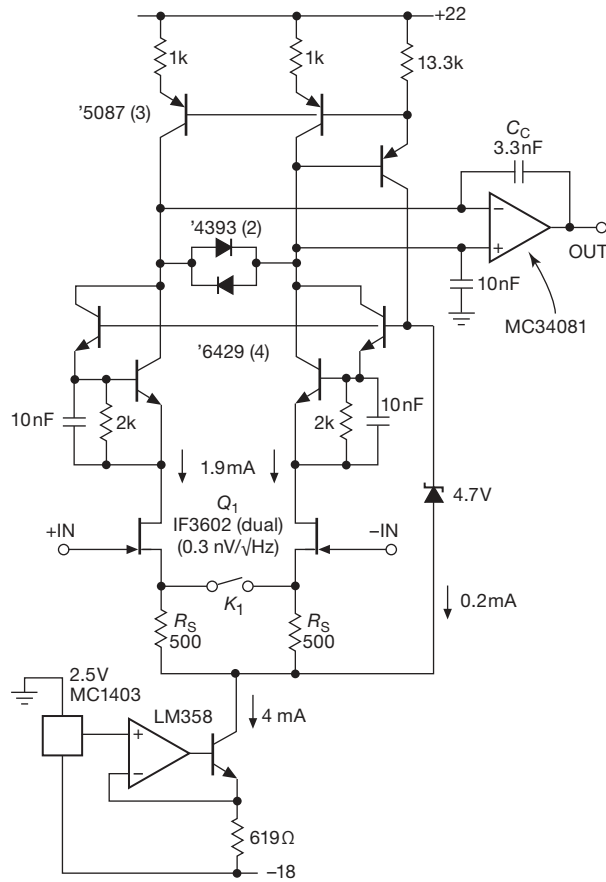 +22
1k
1k
13.3k
'5087 (3)
C_C
3.3nF
'4393 (2)
−
+
OUT
10nF
MC34081
'6429 (4)
10nF
2k
2k
10nF
1.9mA
4.7V
Q₁
IF3602 (dual)
(0.3 nV/√Hz)
+IN
−IN
K₁
0.2mA
R_S
500
R_S
500
2.5V
MC1403
LM358
4 mA
+
−
619Ω
−18